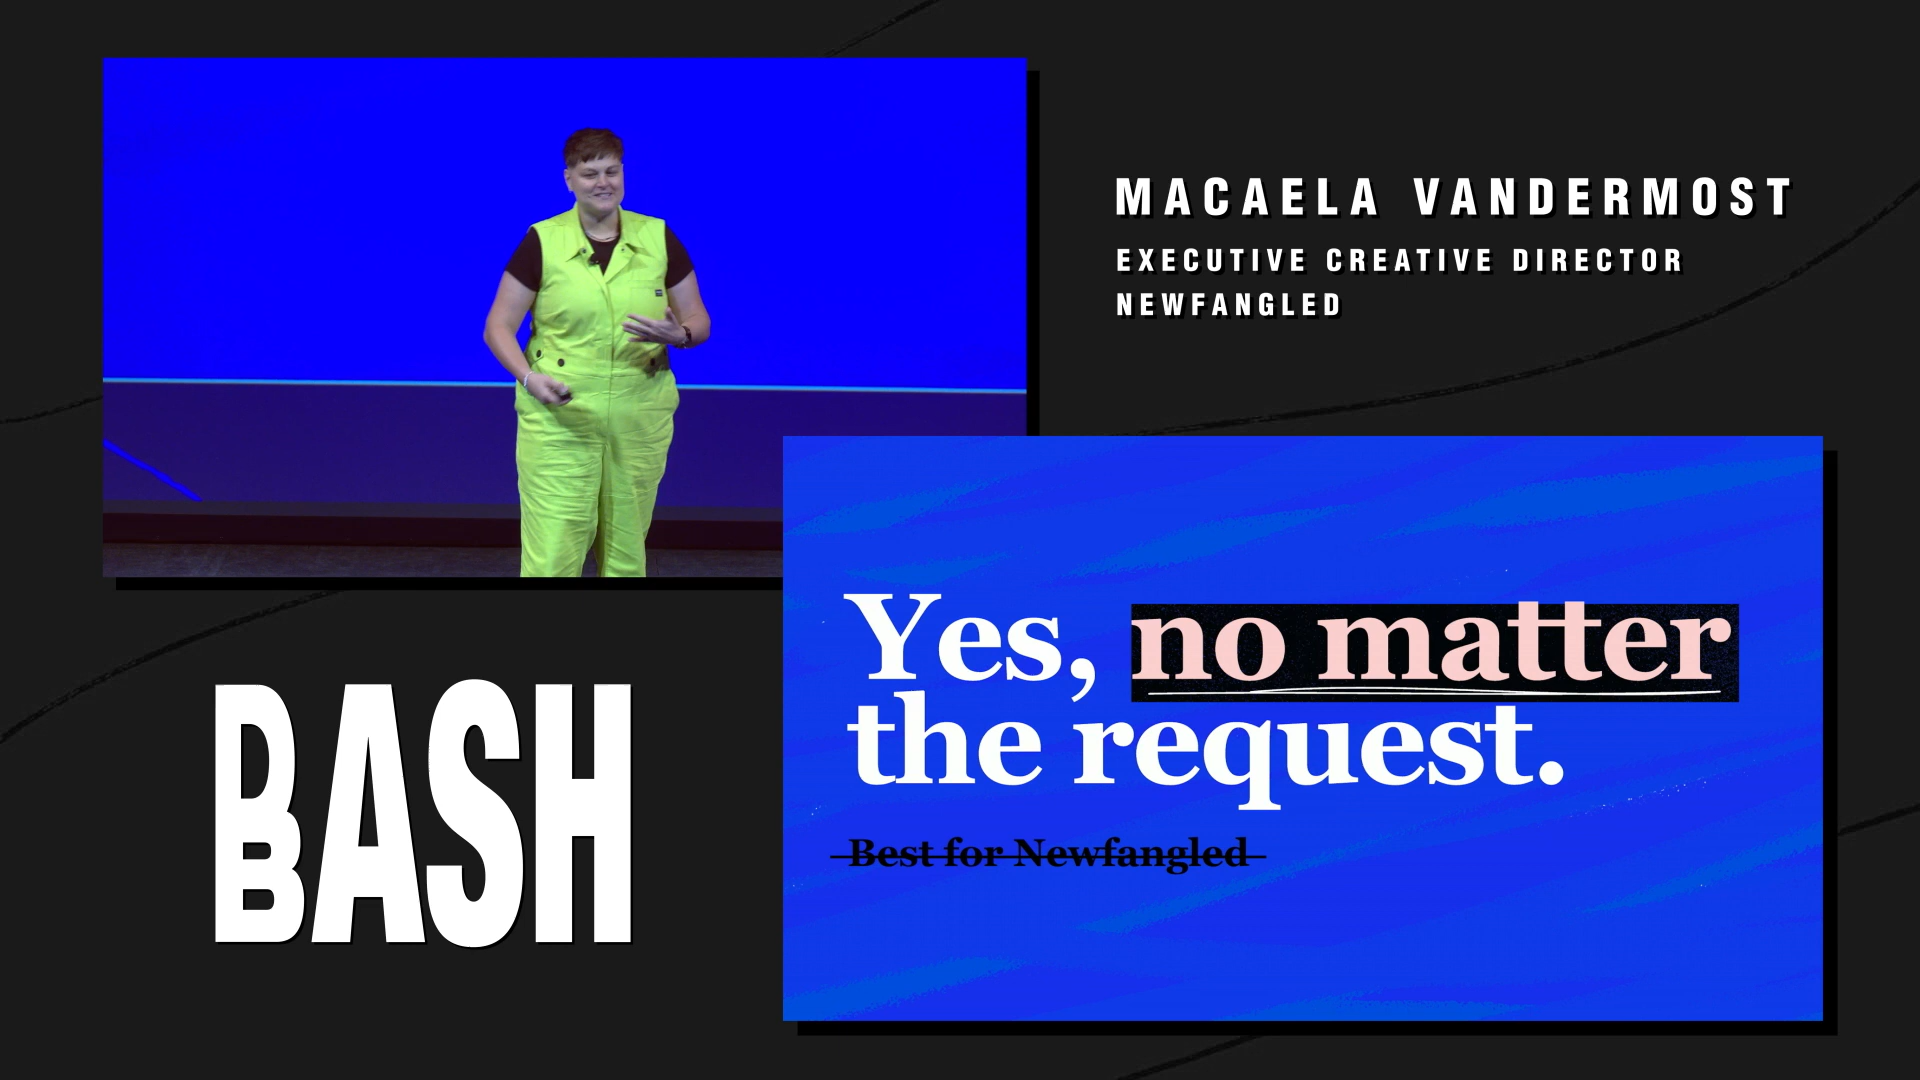 MACAELA VANDERMOST
EXECUTIVE CREATIVE DIRECTOR
NEWFANGLED
Yes, no matter
the request.
Best for Newfangled
BASH